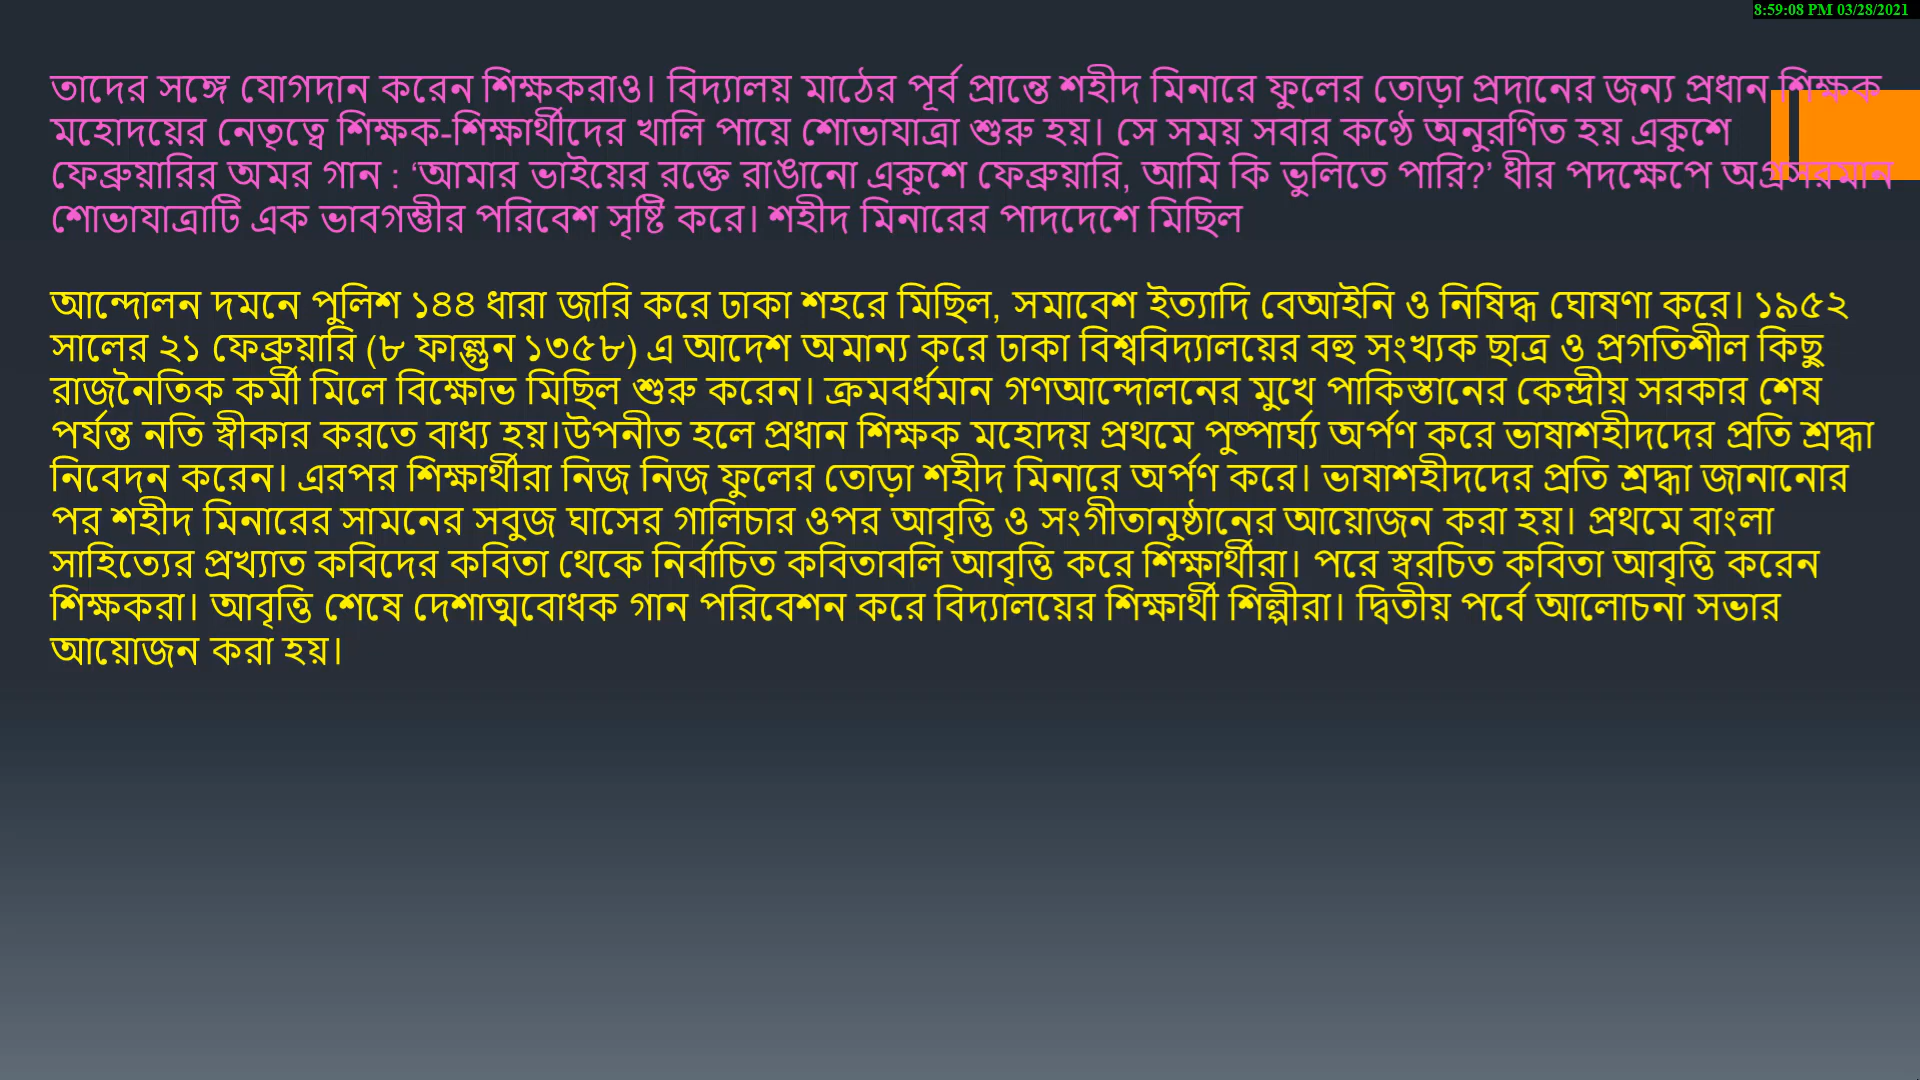 8:59:08 PM 03/28/2021
তাদের সঙ্গে যোগদান করেন শিক্ষকরাও। বিদ্যালয় মাঠের পূর্ব প্রান্তে শহীদ মিনারে ফুলের তোড়া প্রদানের জন্য প্রধান শিক্ষক
মহোদয়ের নেতৃত্বে শিক্ষক-শিক্ষার্থীদের খালি পায়ে শোভাযাত্রা শুরু হয়। সে সময় সবার কণ্ঠে অনুরণিত হয় একুশে
ফেব্রুয়ারির অমর গান : ‘আমার ভাইয়ের রক্তে রাঙানো একুশে ফেব্রুয়ারি, আমি কি ভুলিতে পারি?’ ধীর পদক্ষেপে অগ্রসরমান
শোভাযাত্রাটি এক ভাবগম্ভীর পরিবেশ সৃষ্টি করে। শহীদ মিনারের পাদদেশে মিছিল
আন্দোলন দমনে পুলিশ ১৪৪ ধারা জারি করে ঢাকা শহরে মিছিল, সমাবেশ ইত্যাদি বেআইনি ও নিষিদ্ধ ঘোষণা করে। ১৯৫২
সালের ২১ ফেব্রুয়ারি (৮ ফাল্গুন ১৩৫৮) এ আদেশ অমান্য করে ঢাকা বিশ্ববিদ্যালয়ের বহু সংখ্যক ছাত্র ও প্রগতিশীল কিছু
রাজনৈতিক কর্মী মিলে বিক্ষোভ মিছিল শুরু করেন। ক্রমবর্ধমান গণআন্দোলনের মুখে পাকিস্তানের কেন্দ্রীয় সরকার শেষ
পর্যন্ত নতি স্বীকার করতে বাধ্য হয়।উপনীত হলে প্রধান শিক্ষক মহোদয় প্রথমে পুষ্পার্ঘ্য অর্পণ করে ভাষাশহীদদের প্রতি শ্রদ্ধা
নিবেদন করেন। এরপর শিক্ষার্থীরা নিজ নিজ ফুলের তোড়া শহীদ মিনারে অর্পণ করে। ভাষাশহীদদের প্রতি শ্রদ্ধা জানানোর
পর শহীদ মিনারের সামনের সবুজ ঘাসের গালিচার ওপর আবৃত্তি ও সংগীতানুষ্ঠানের আয়োজন করা হয়। প্রথমে বাংলা
সাহিত্যের প্রখ্যাত কবিদের কবিতা থেকে নির্বাচিত কবিতাবলি আবৃত্তি করে শিক্ষার্থীরা। পরে স্বরচিত কবিতা আবৃত্তি করেন
শিক্ষকরা। আবৃত্তি শেষে দেশাত্মবোধক গান পরিবেশন করে বিদ্যালয়ের শিক্ষার্থী শিল্পীরা। দ্বিতীয় পর্বে আলোচনা সভার
আয়োজন করা হয়।